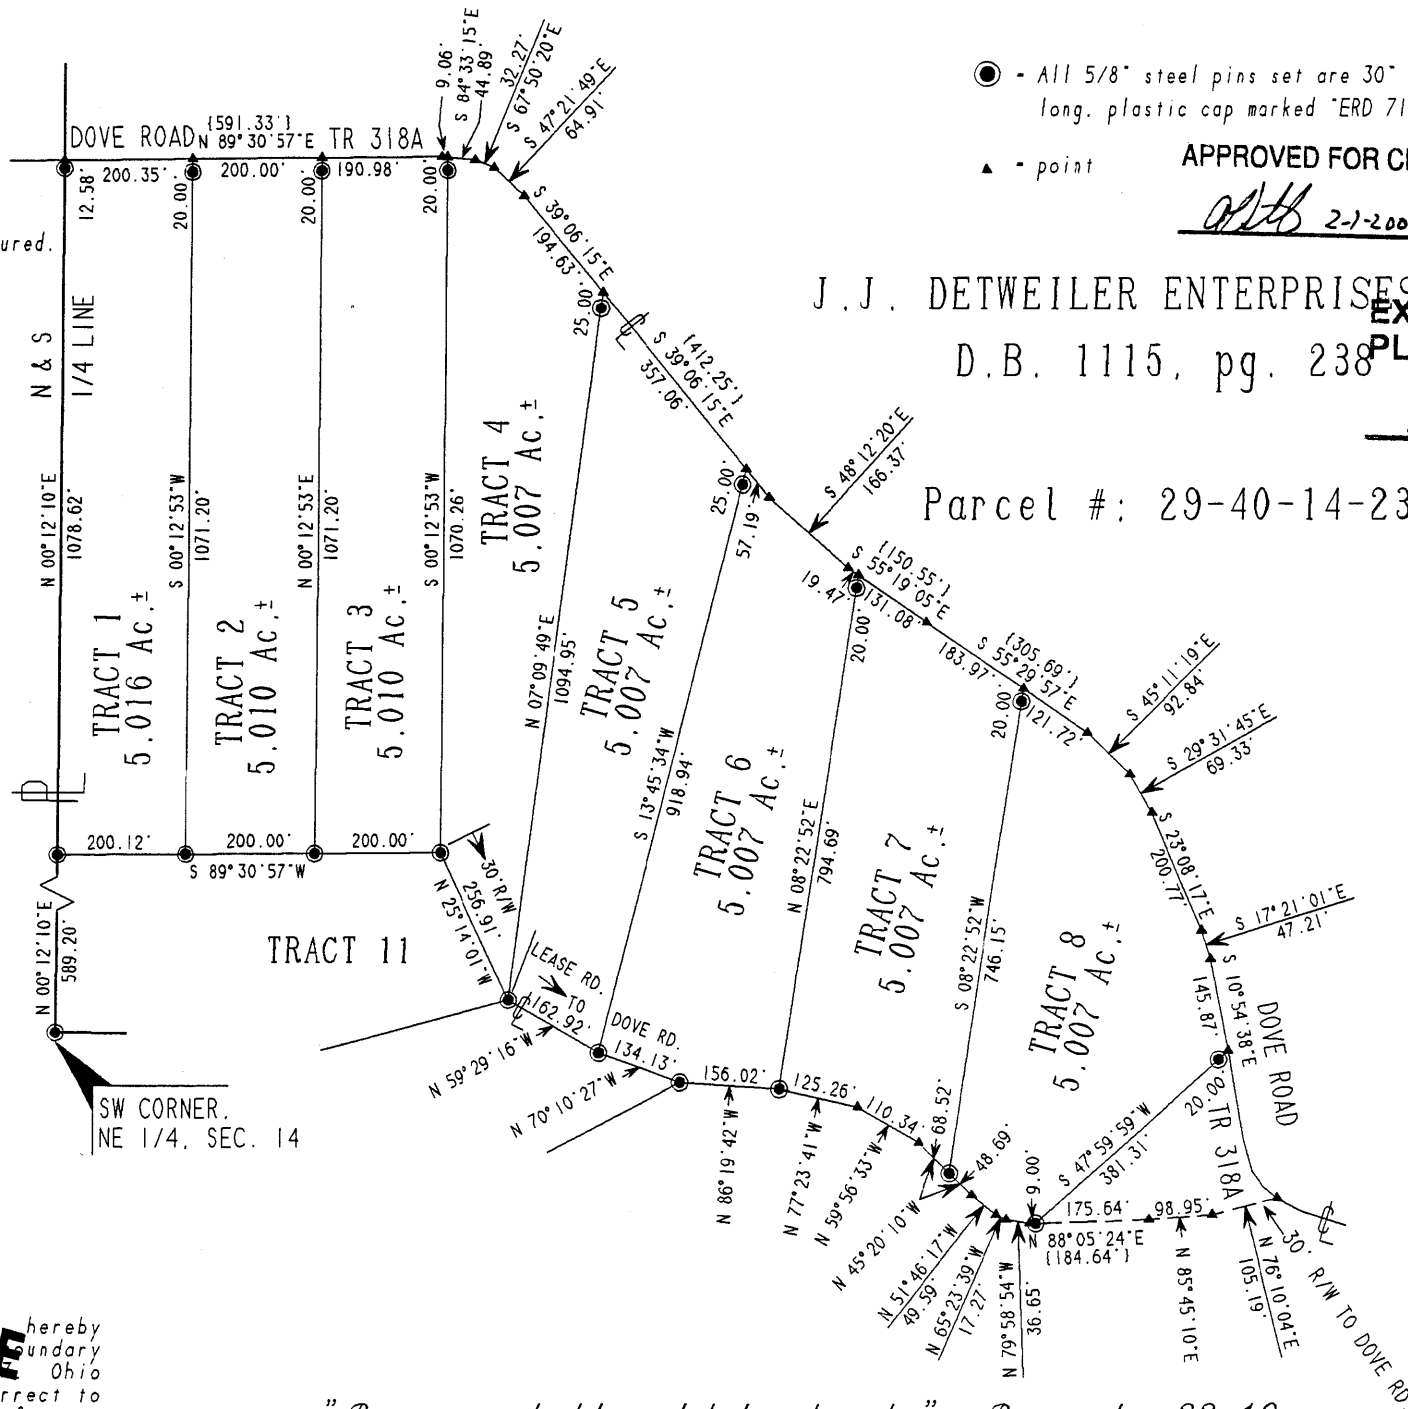 - All 5/8" steel pins set are 30"
long, plastic cap marked "ERD 71
- point
APPROVED FOR
2-1-200
ured.
J.J. DETWEILER ENTERPRISES
D.B. 1115, pg. 238
EX
PL
Parcel #: 29-40-14-23
DOVE ROAD
{591.33'}
N 89°30'57"E
TR 318A
9.06'
S 84°33'15"E
44.89'
32.27'
S 67°50'20"E
S 47°21'49"E
64.91'
12.58'
200.35'
20.00'
200.00'
20.00'
190.98'
20.00'
S 39°06'15"E
194.63'
25.00'
{412.25'}
S 39°06'15"E
357.06'
25.00'
57.19'
S 48°12'20"E
166.37'
{150.55'}
S 55°19'05"E
19.47'
131.08'
20.00'
{305.69'}
S 55°29'57"E
183.97'
20.00'
121.72'
S 45°11'19"E
92.84'
S 29°31'45"E
69.33'
S 23°08'17"E
200.77'
S 17°21'01"E
47.21'
S 10°54'38"E
145.87'
DOVE ROAD
TR 318A
20.00'
N & S
1/4 LINE
N 00°12'10"E
1078.62'
TRACT 1
5.016 Ac.±
S 00°12'53"W
1071.20'
TRACT 2
5.010 Ac.±
N 00°12'53"E
1071.20'
TRACT 3
5.010 Ac.±
S 00°12'53"W
1070.26'
TRACT 4
5.007 Ac.±
N 07°09'49"E
1094.95'
TRACT 5
5.007 Ac.±
S 13°45'34"W
918.94'
TRACT 6
5.007 Ac.±
N 08°22'52"E
794.69'
TRACT 7
5.007 Ac.±
S 08°22'52"W
746.15'
TRACT 8
5.007 Ac.±
S 47°59'59"W
381.31'
200.12'
200.00'
200.00'
S 89°30'57"W
30' R/W
256.91'
N 25°14'01"W
TRACT 11
N 00°12'10"E
589.20'
SW CORNER,
NE 1/4, SEC. 14
LEASE RD.
TO
DOVE RD.
162.92'
N 59°29'16"W
134.13'
N 70°10'27"W
156.02'
N 86°19'42"W
125.26'
N 77°23'41"W
110.34'
N 59°56'33"W
68.52'
N 45°20'10"W
48.69'
N 51°46'17"W
49.59'
N 65°23'39"W
17.27'
N 79°58'54"W
36.65'
9.00'
175.64'
N 88°05'24"E
{184.64'}
98.95'
N 85°45'10"E
N 76°10'04"E
105.19'
30' R/W TO DOVE RD
hereby
oundary
Ohio
rrect to